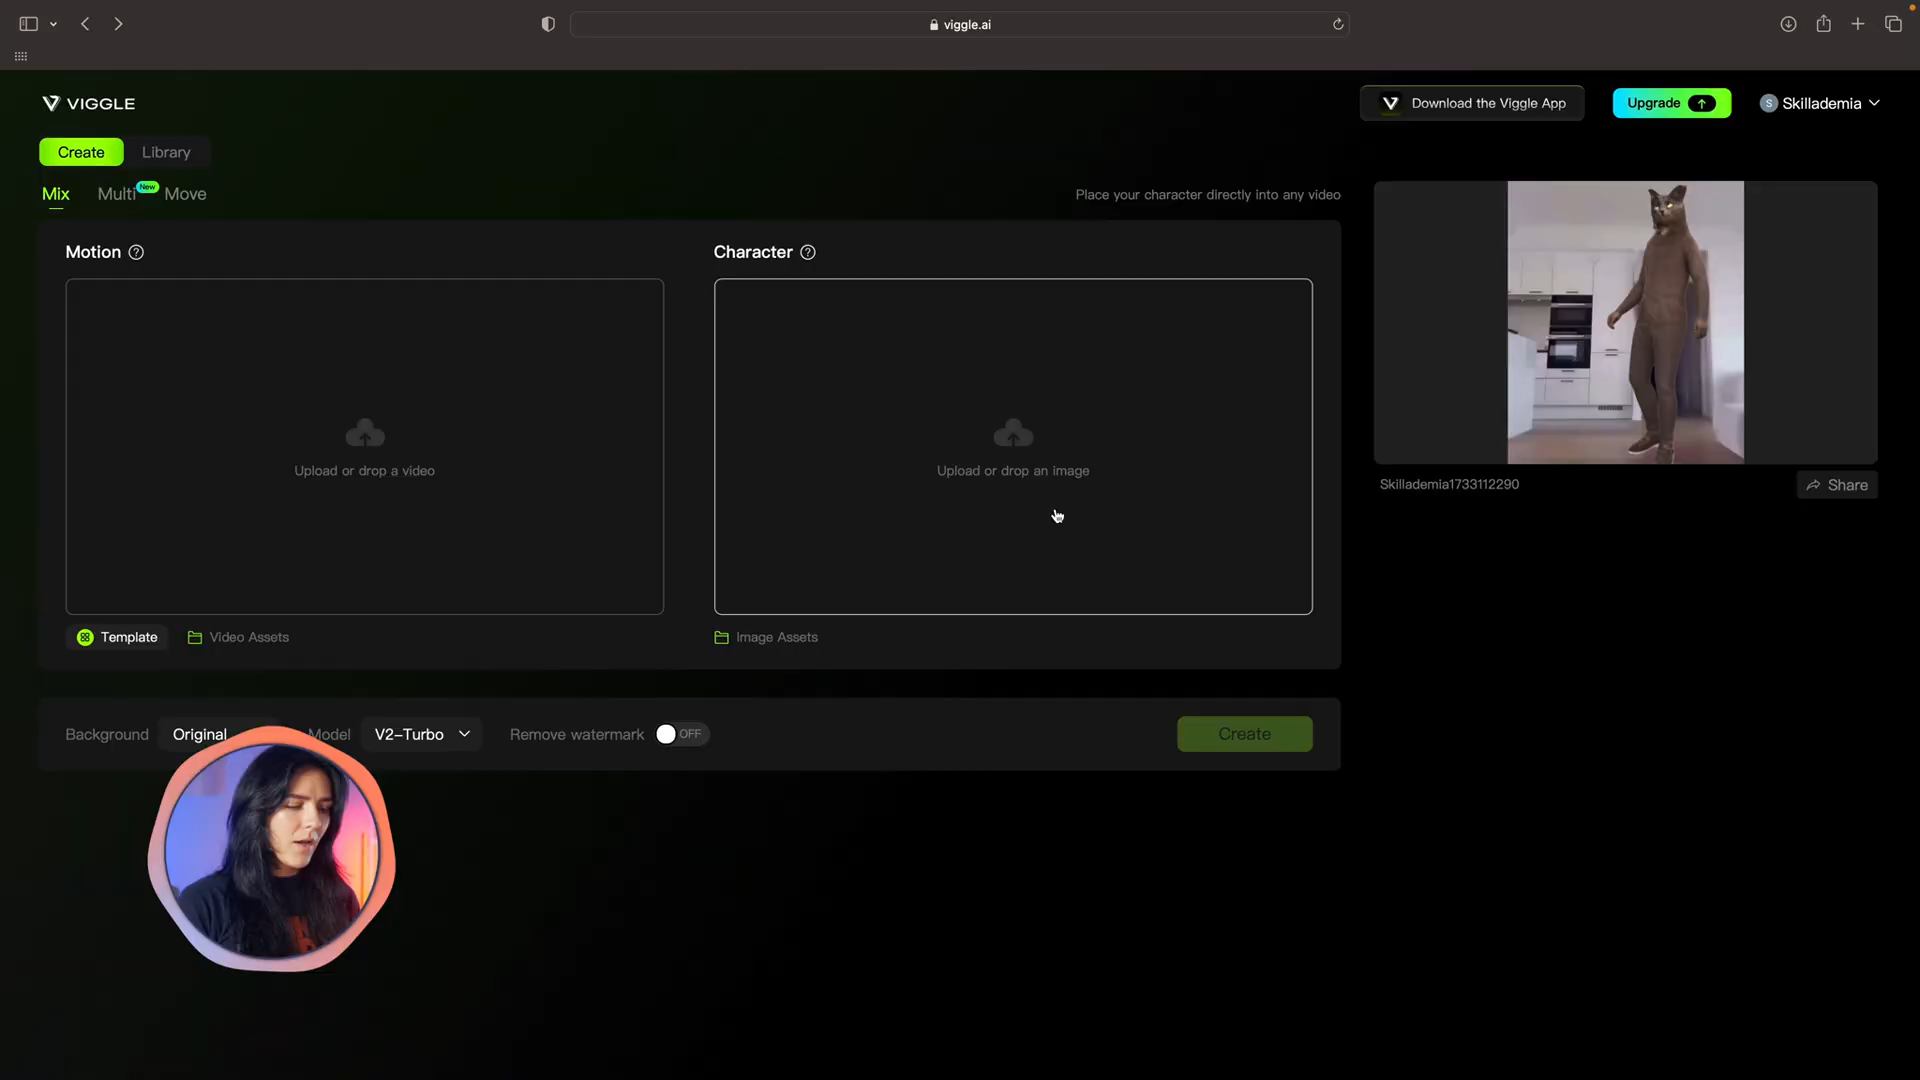 viggle.ai
VIGGLE
Download the Viggle App
Upgrade
S Skillademia
Create
Library
Mix
Multi
New
Move
Place your character directly into any video
Motion ?
Character ?
Upload or drop a video
Upload or drop an image
Skillademia1733112290
Share
Template
Video Assets
Image Assets
Background
Original
Model
V2-Turbo
Remove watermark
OFF
Create